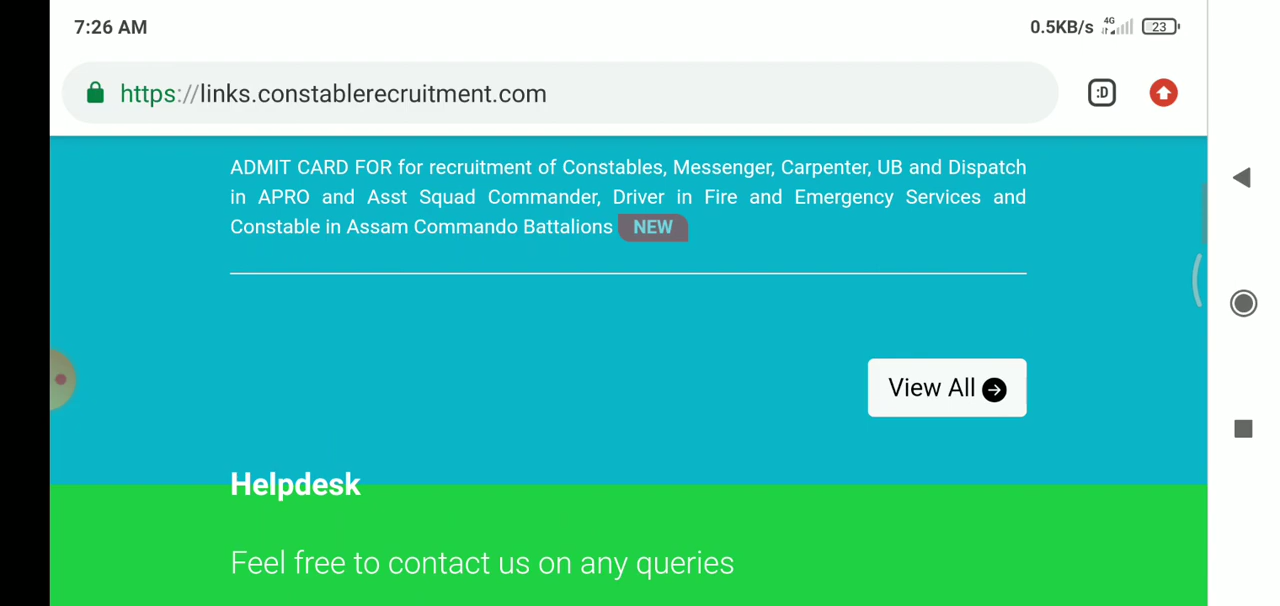 7:26 AM
0.5KB/s 4G 23
https://links.constablerecruitment.com :D
ADMIT CARD FOR for recruitment of Constables, Messenger, Carpenter, UB and Dispatch
in APRO and Asst Squad Commander, Driver in Fire and Emergency Services and
Constable in Assam Commando Battalions NEW
View All
Helpdesk
Feel free to contact us on any queries